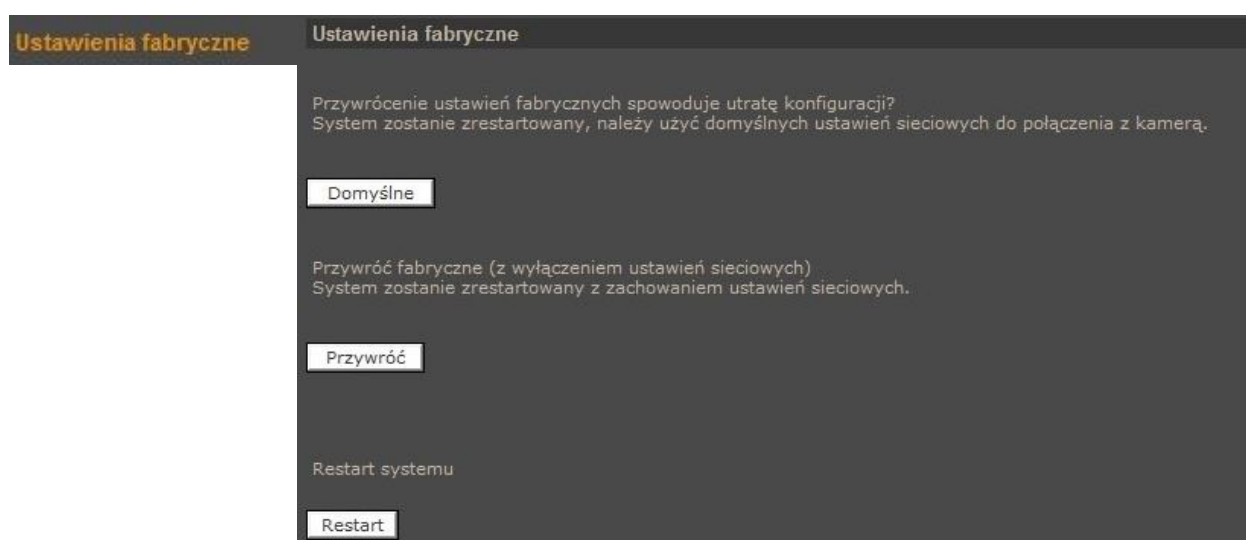 Ustawienia fabryczne
Ustawienia fabryczne
Przywrócenie ustawień fabrycznych spowoduje utratę konfiguracji?
System zostanie zrestartowany, należy użyć domyślnych ustawień sieciowych do połączenia z kamerą.
Domyślne
Przywróć fabryczne (z wyłączeniem ustawień sieciowych)
System zostanie zrestartowany z zachowaniem ustawień sieciowych.
Przywróć
Restart systemu
Restart